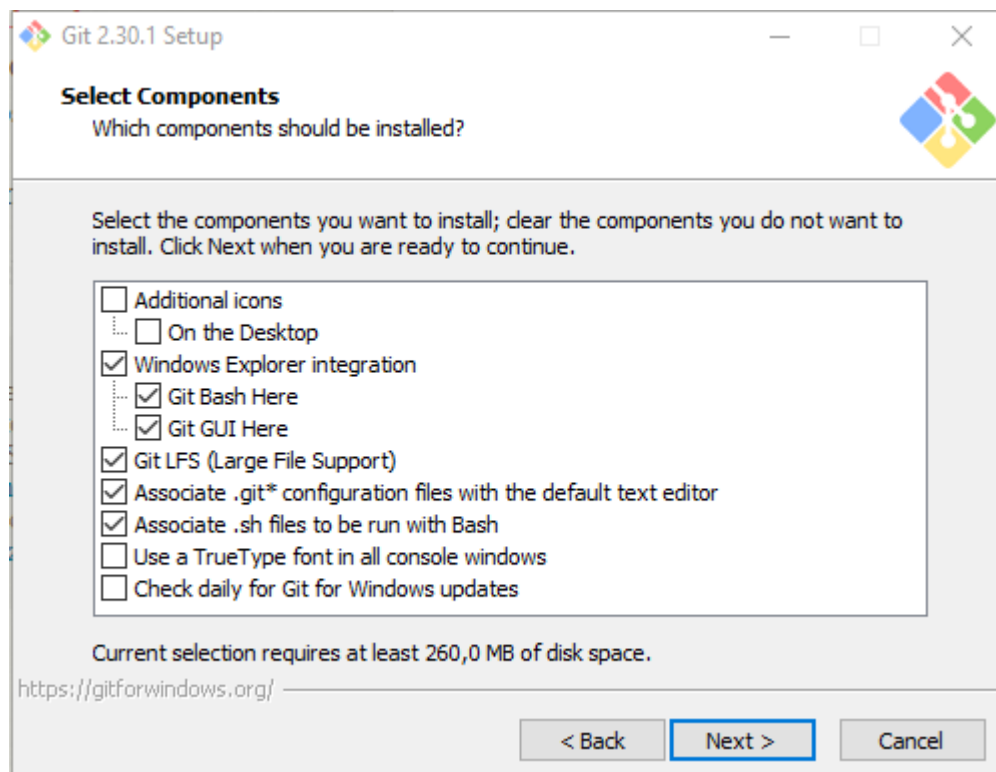 Git 2.30.1 Setup
Select Components
Which components should be installed?
Select the components you want to install; clear the components you do not want to
install. Click Next when you are ready to continue.
Additional icons
On the Desktop
Windows Explorer integration
Git Bash Here
Git GUI Here
Git LFS (Large File Support)
Associate .git* configuration files with the default text editor
Associate .sh files to be run with Bash
Use a TrueType font in all console windows
Check daily for Git for Windows updates
Current selection requires at least 260,0 MB of disk space.
https://gitforwindows.org/
< Back
Next >
Cancel